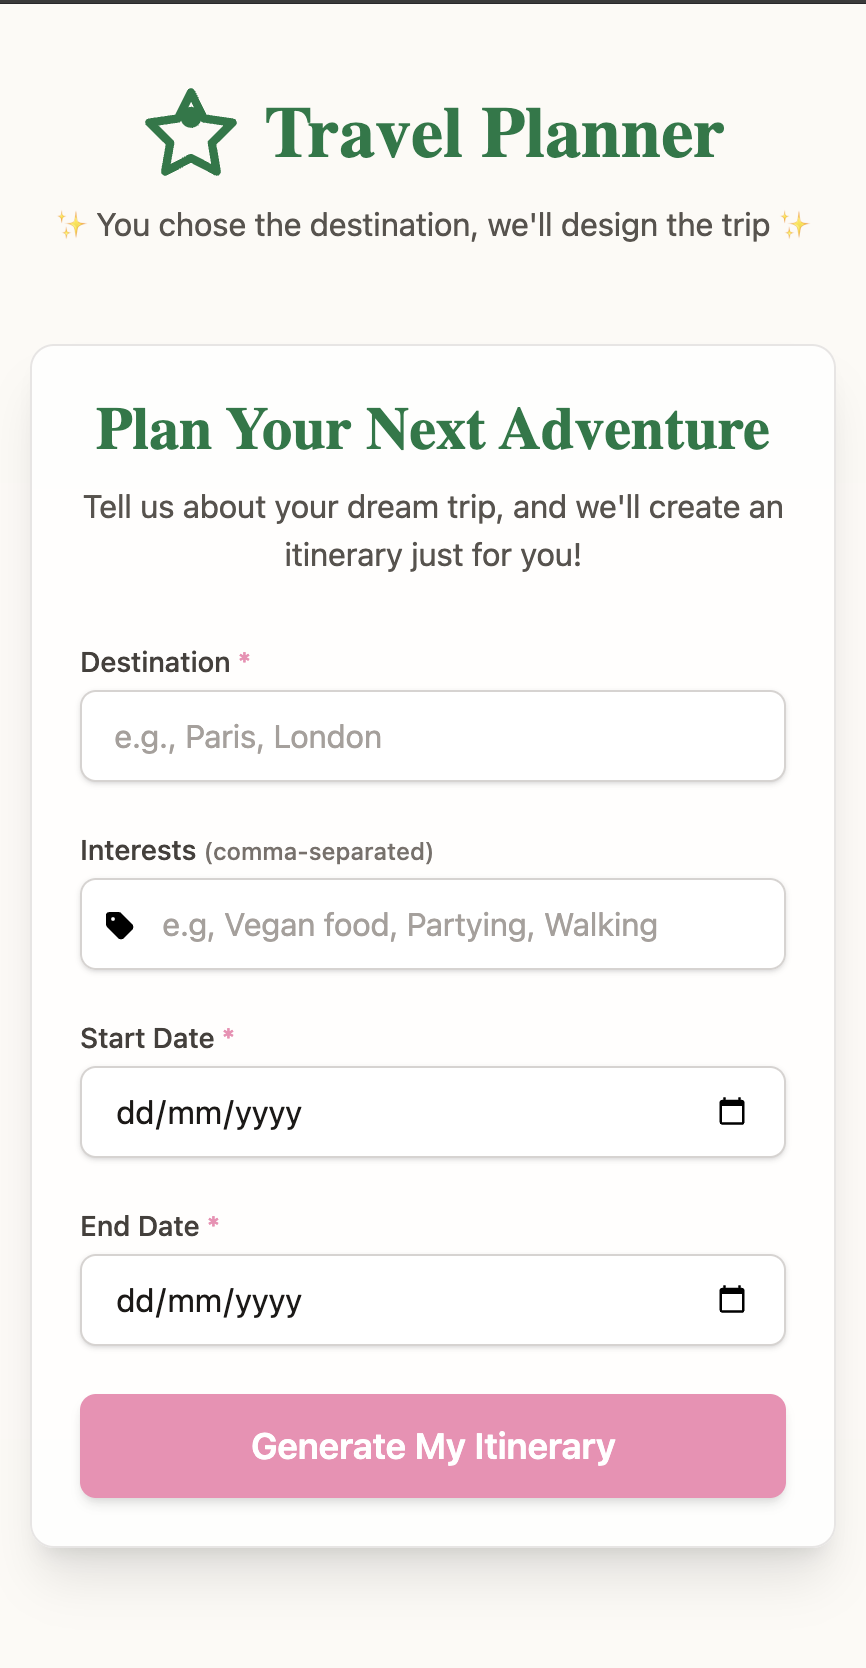 Travel Planner
✨ You chose the destination, we'll design the trip ✨
Plan Your Next Adventure
Tell us about your dream trip, and we'll create an
itinerary just for you!
Destination *
e.g., Paris, London
Interests (comma-separated)
e.g, Vegan food, Partying, Walking
Start Date *
dd/mm/yyyy
End Date *
dd/mm/yyyy
Generate My Itinerary